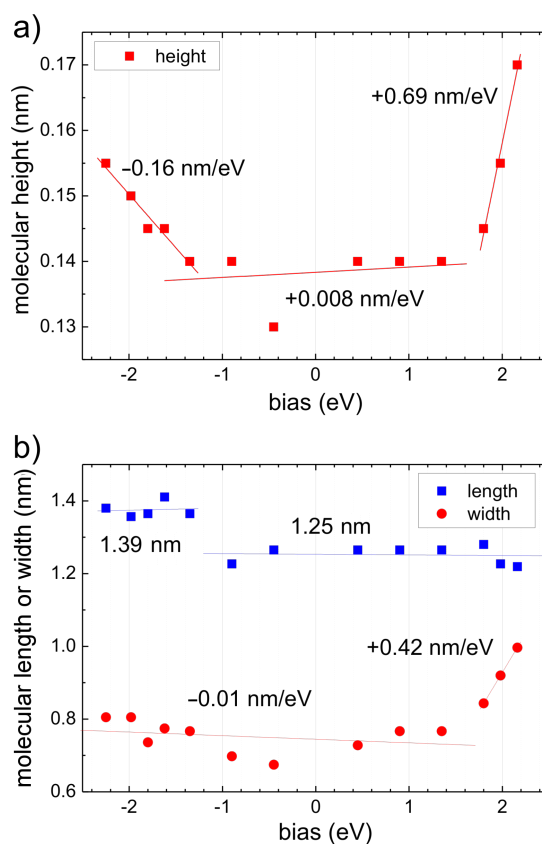 a)
height
0.17
+0.69 nm/eV
0.16
−0.16 nm/eV
0.15
0.14
+0.008 nm/eV
0.13
molecular height (nm)
-2 -1 0 1 2
bias (eV)
b)
length
width
1.4
1.39 nm
1.25 nm
1.2
1.0
+0.42 nm/eV
0.8
−0.01 nm/eV
0.6
molecular length or width (nm)
-2 -1 0 1 2
bias (eV)